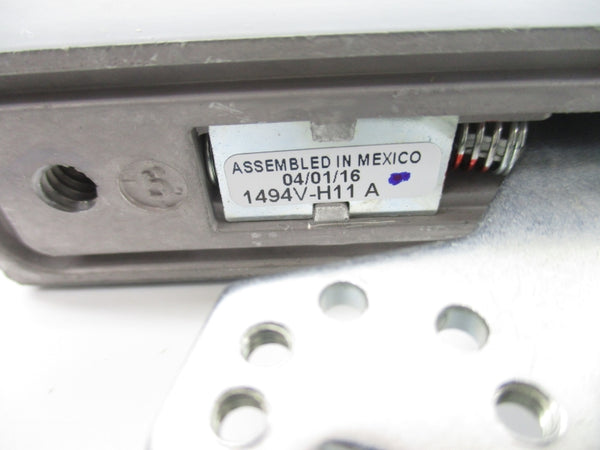 ASSEMBLED IN MEXICO
04/01/16
1494V-H11 A